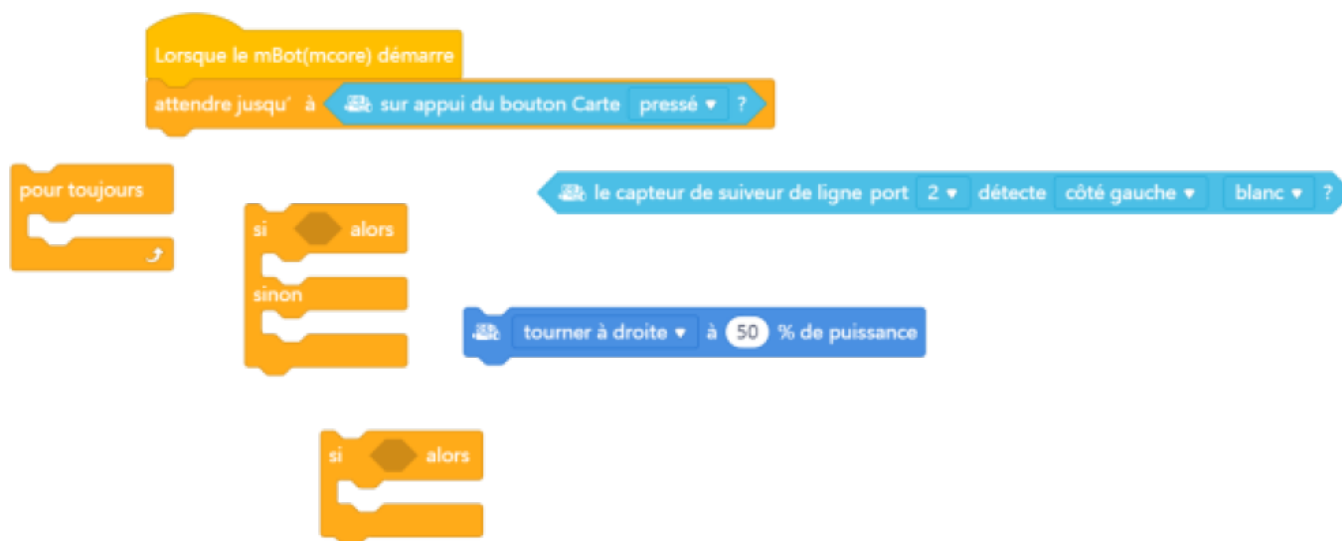 Lorsque le mBot(mcore) démarre
attendre jusqu' à sur appui du bouton Carte pressé ?
pour toujours
le capteur de suiveur de ligne port 2 détecte côté gauche blanc ?
si alors
sinon
tourner à droite à 50 % de puissance
si alors